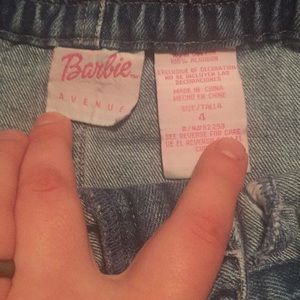 Barbie
AVENUE
100% ALGODON
EXCLUSIVE OF DECORATION
NO SE INCLUYEN LAS
DECORACIONES
MADE IN CHINA
HECHO EN CHINE
SIZE/TALLA
4
SEE REVERSE FOR CARE